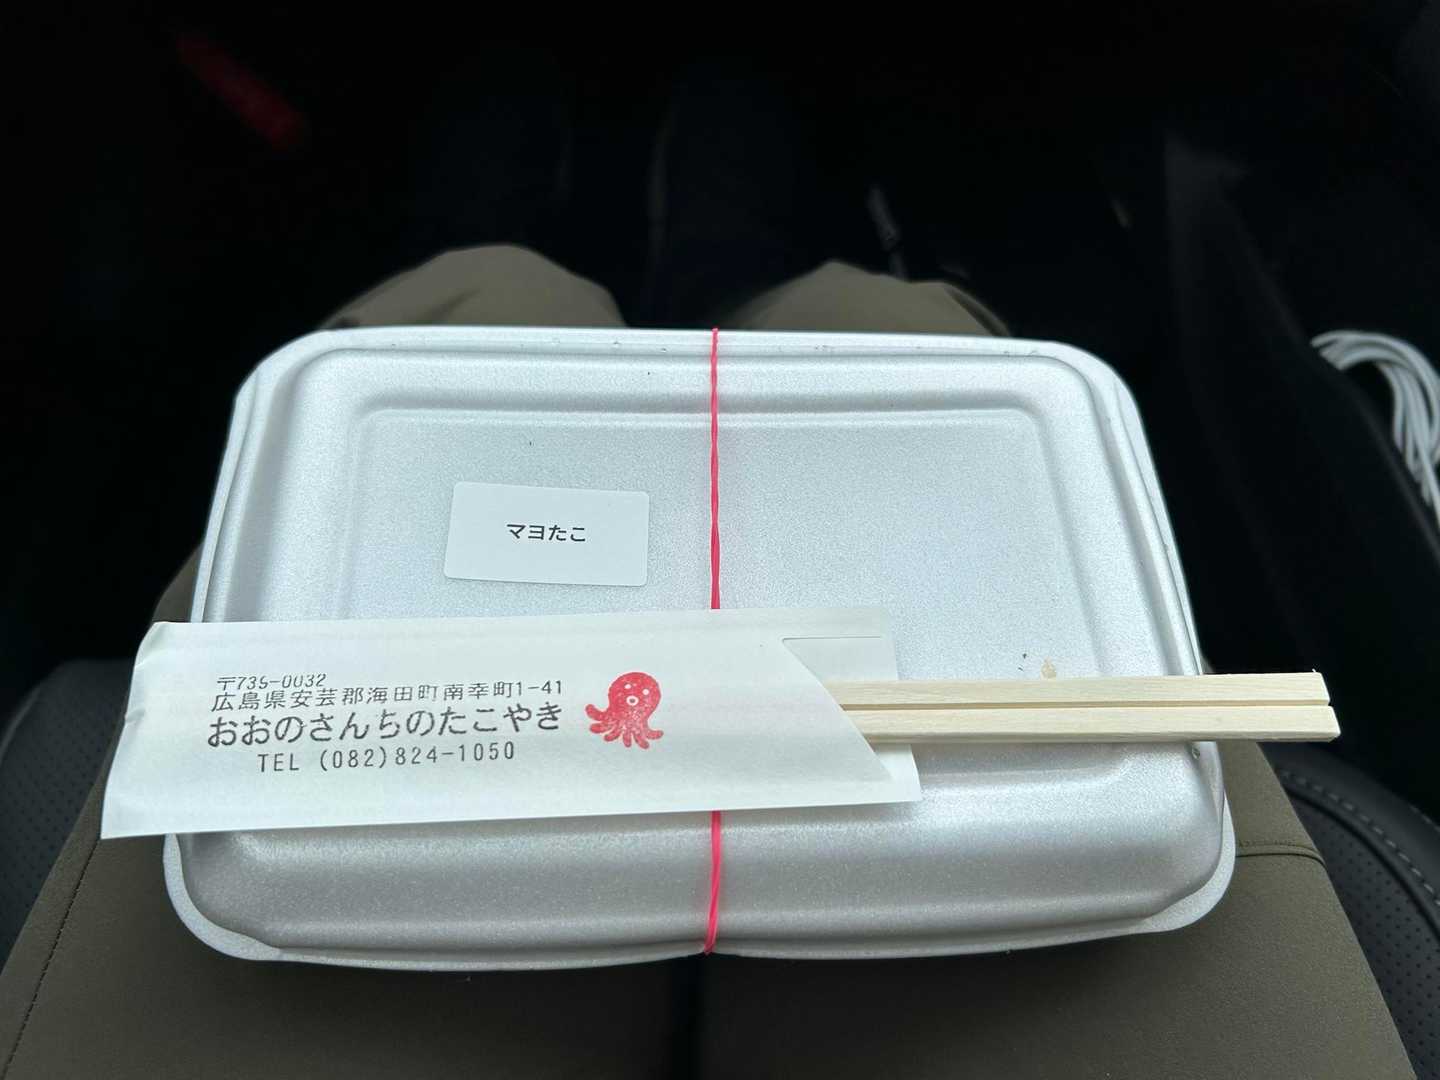 マヨたこ
〒735-0032
広島県安芸郡海田町南幸町1-41
おおのさんちのたこやき
TEL (082)824-1050